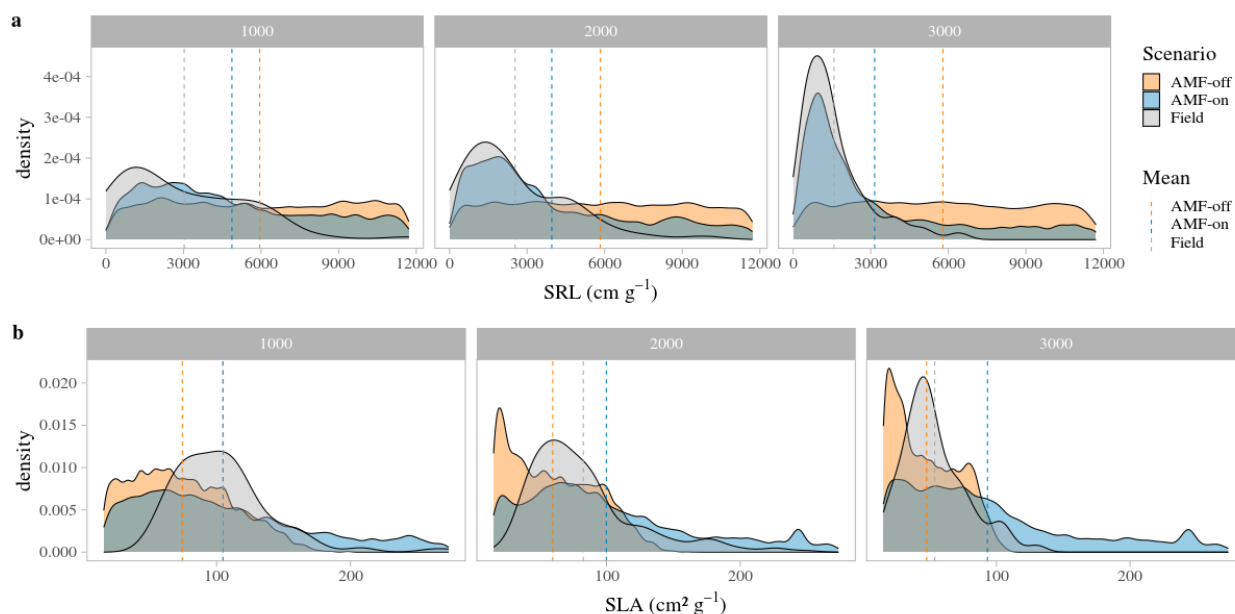 a
1000
2000
3000
4e-04
3e-04
2e-04
1e-04
0e+00
density
0 3000 6000 9000 12000
0 3000 6000 9000 12000
0 3000 6000 9000 12000
SRL (cm g⁻¹)
Scenario
AMF-off
AMF-on
Field
Mean
AMF-off
AMF-on
Field
b
1000
2000
3000
0.020
0.015
0.010
0.005
0.000
density
100 200
100 200
100 200
SLA (cm² g⁻¹)